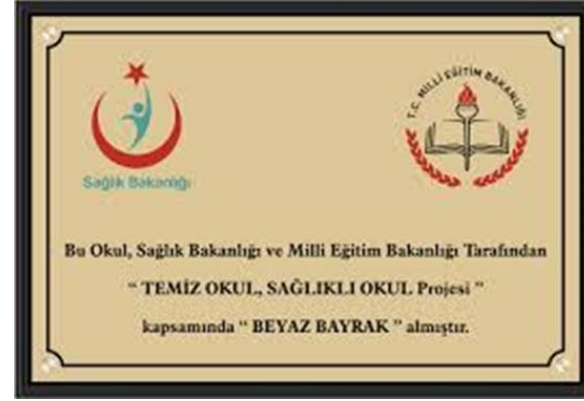 Sağlık Bakanlığı
T.C. MİLLİ EĞİTİM BAKANLIĞI
Bu Okul, Sağlık Bakanlığı ve Milli Eğitim Bakanlığı Tarafından
“ TEMİZ OKUL, SAĞLIKLI OKUL Projesi ”
kapsamında “ BEYAZ BAYRAK ” almıştır.